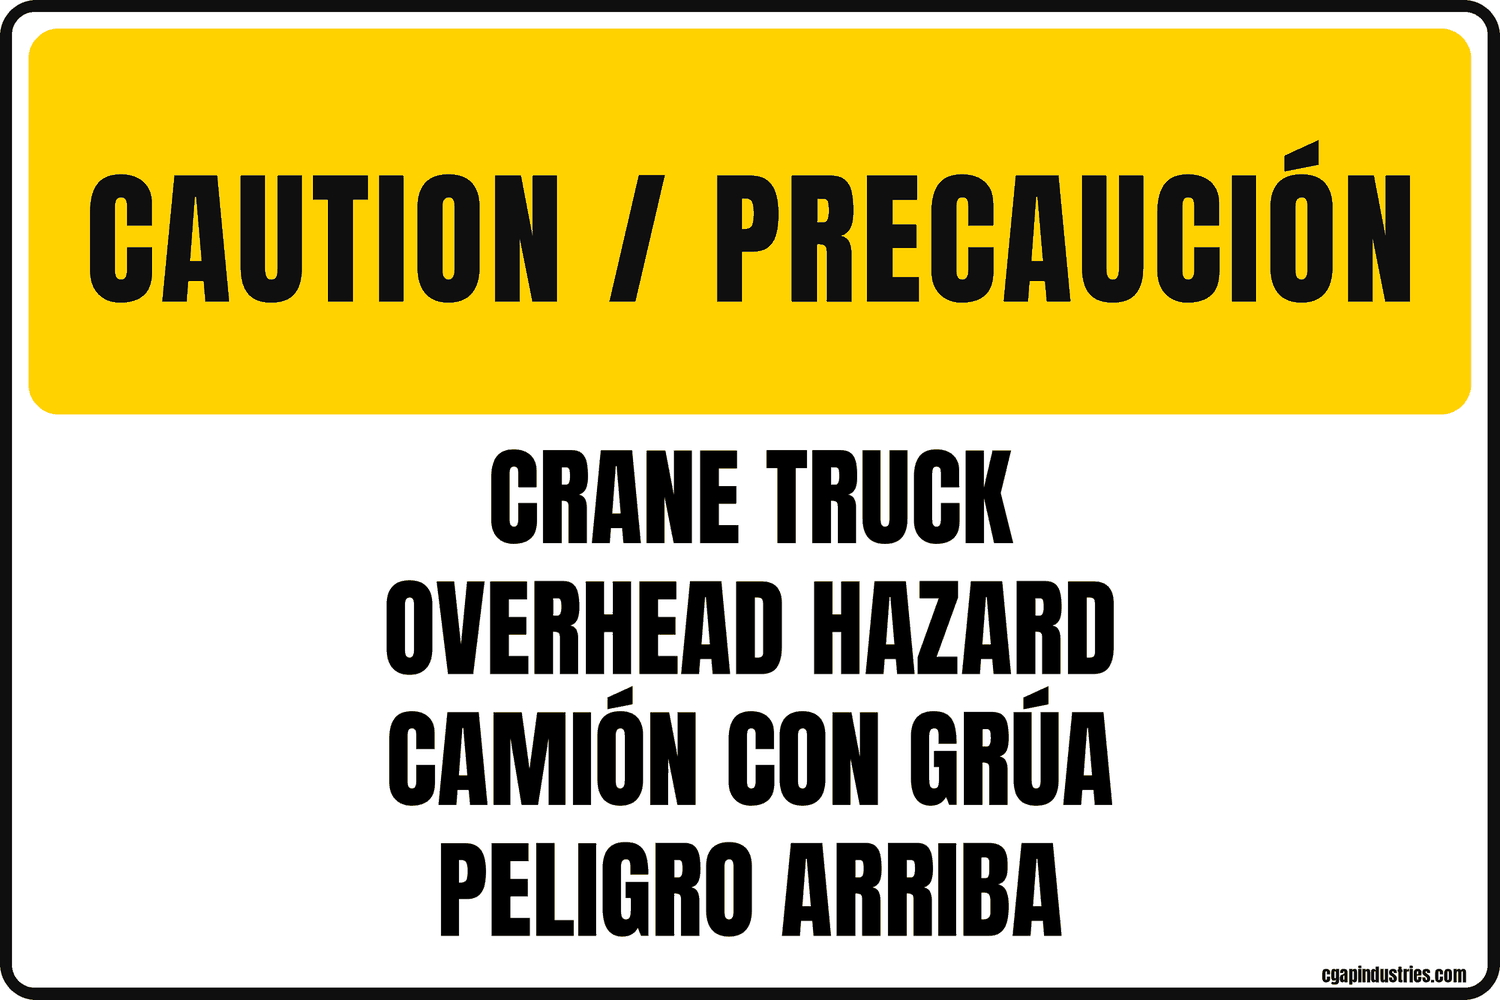 CAUTION / PRECAUCIÓN
CRANE TRUCK
OVERHEAD HAZARD
CAMIÓN CON GRÚA
PELIGRO ARRIBA
cgapindustries.com